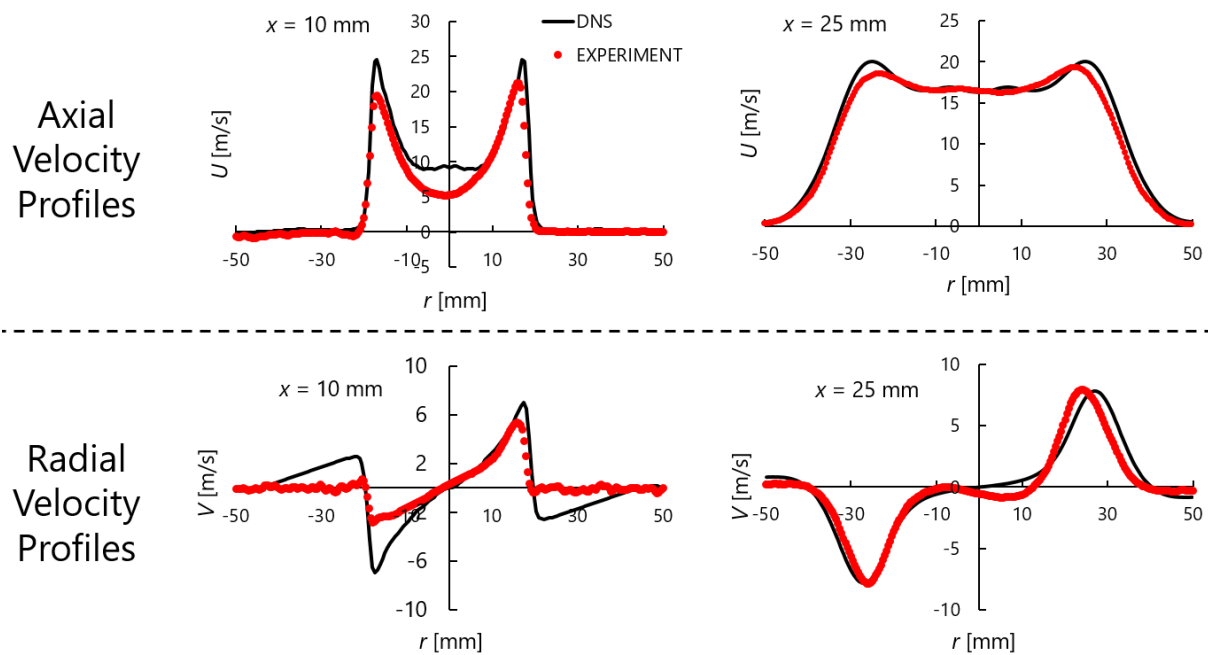 Axial
Velocity
Profiles
x = 10 mm
DNS
EXPERIMENT
U [m/s]
30
25
20
15
10
5
0
-5
-50
-30
-10
10
30
50
r [mm]
x = 25 mm
U [m/s]
25
20
15
10
5
0
-50
-30
-10
10
30
50
r [mm]
Radial
Velocity
Profiles
x = 10 mm
V [m/s]
10
6
2
-2
-6
-10
-50
-30
-10
10
30
50
r [mm]
x = 25 mm
V [m/s]
10
5
0
-5
-10
-50
-30
-10
10
30
50
r [mm]